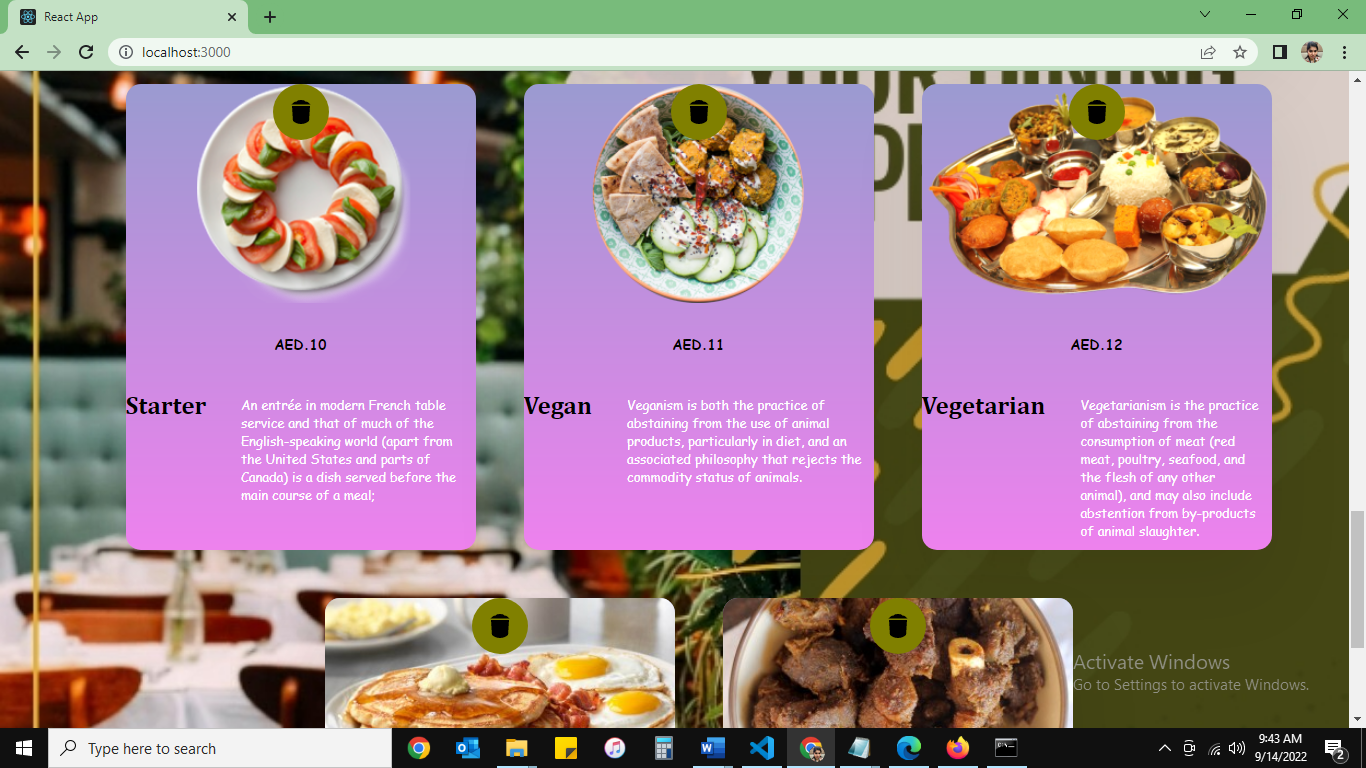 React App
localhost:3000
AED.10
AED.11
AED.12
Starter
An entrée in modern French table
service and that of much of the
English-speaking world (apart from
the United States and parts of
Canada) is a dish served before the
main course of a meal;
Vegan
Veganism is both the practice of
abstaining from the use of animal
products, particularly in diet, and an
associated philosophy that rejects the
commodity status of animals.
Vegetarian
Vegetarianism is the practice
of abstaining from the
consumption of meat (red
meat, poultry, seafood, and
the flesh of any other
animal), and may also include
abstention from by-products
of animal slaughter.
Activate Windows
Go to Settings to activate Windows.
Type here to search
9:43 AM
9/14/2022
2